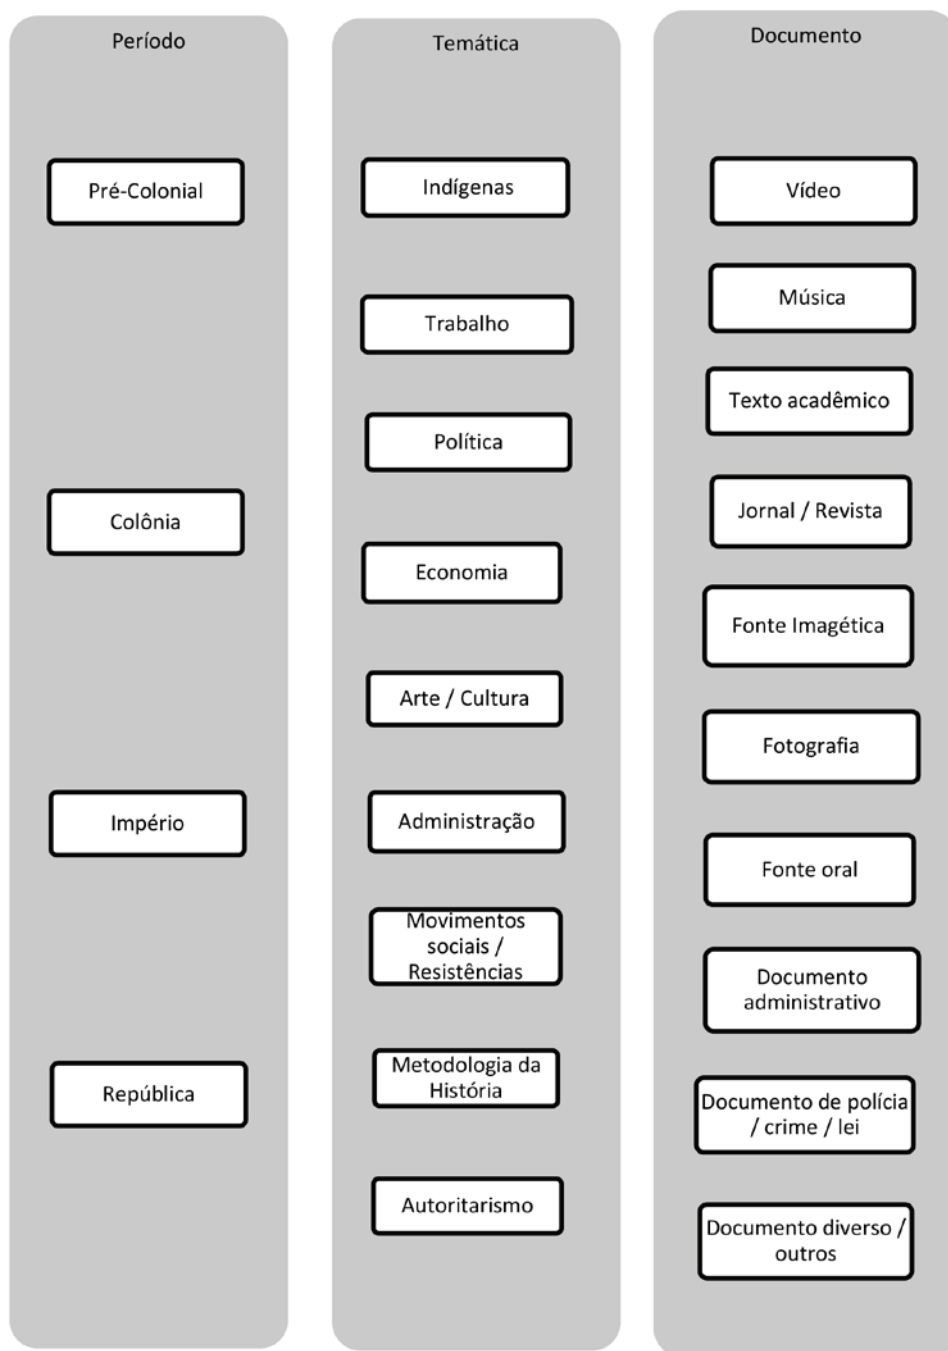 Período
Pré-Colonial
Colônia
Império
República
Temática
Indígenas
Trabalho
Política
Economia
Arte / Cultura
Administração
Movimentos
sociais /
Resistências
Metodologia da
História
Autoritarismo
Documento
Vídeo
Música
Texto acadêmico
Jornal / Revista
Fonte Imagética
Fotografia
Fonte oral
Documento
administrativo
Documento de polícia
/ crime / lei
Documento diverso /
outros